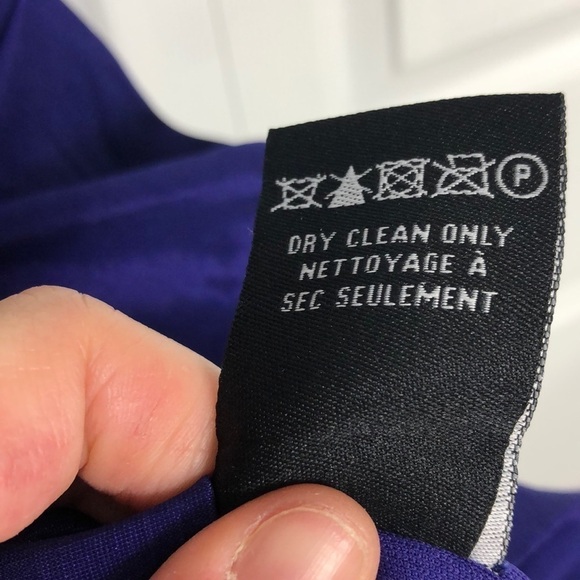 P
DRY CLEAN ONLY
NETTOYAGE À
SEC SEULEMENT